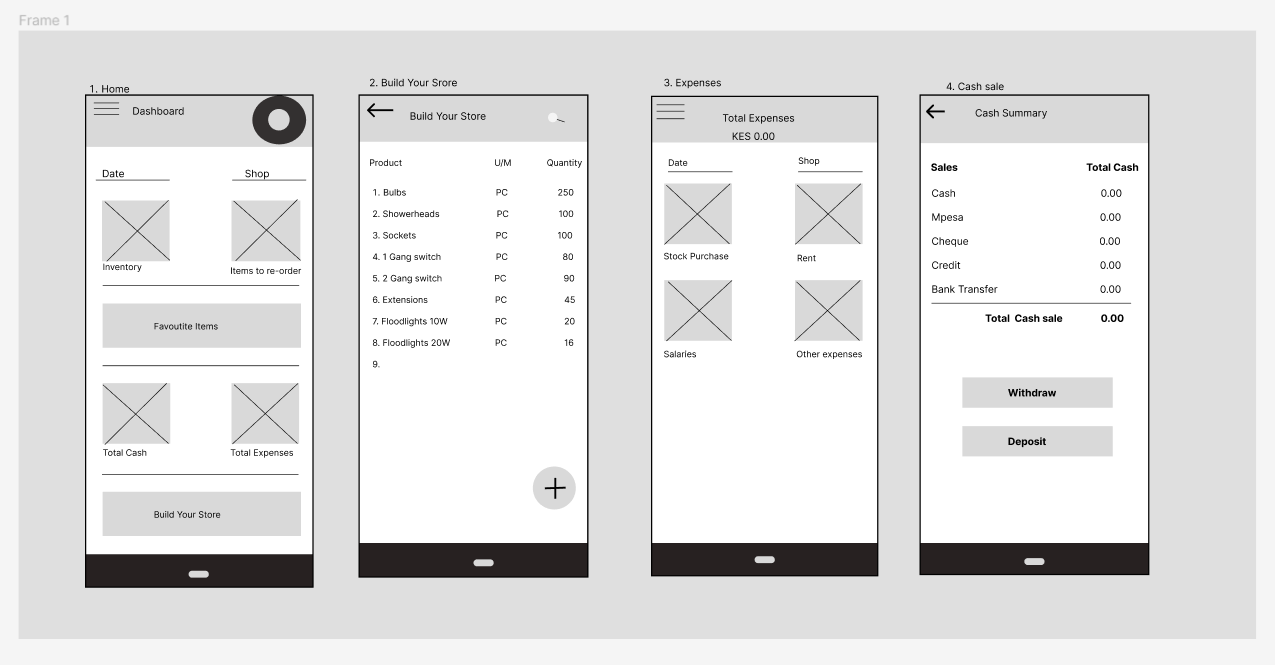 Frame 1
1. Home
Dashboard
Date Shop
Inventory Items to re-order
Favoutite Items
Total Cash Total Expenses
Build Your Store
2. Build Your Srore
Build Your Store
Product U/M Quantity
1. Bulbs PC 250
2. Showerheads PC 100
3. Sockets PC 100
4. 1 Gang switch PC 80
5. 2 Gang switch PC 90
6. Extensions PC 45
7. Floodlights 10W PC 20
8. Floodlights 20W PC 16
9.
3. Expenses
Total Expenses
KES 0.00
Date Shop
Stock Purchase Rent
Salaries Other expenses
4. Cash sale
Cash Summary
Sales Total Cash
Cash 0.00
Mpesa 0.00
Cheque 0.00
Credit 0.00
Bank Transfer 0.00
Total Cash sale 0.00
Withdraw
Deposit